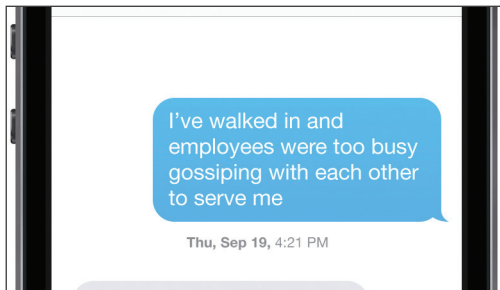 I’ve walked in and
employees were too busy
gossiping with each other
to serve me
Thu, Sep 19, 4:21 PM